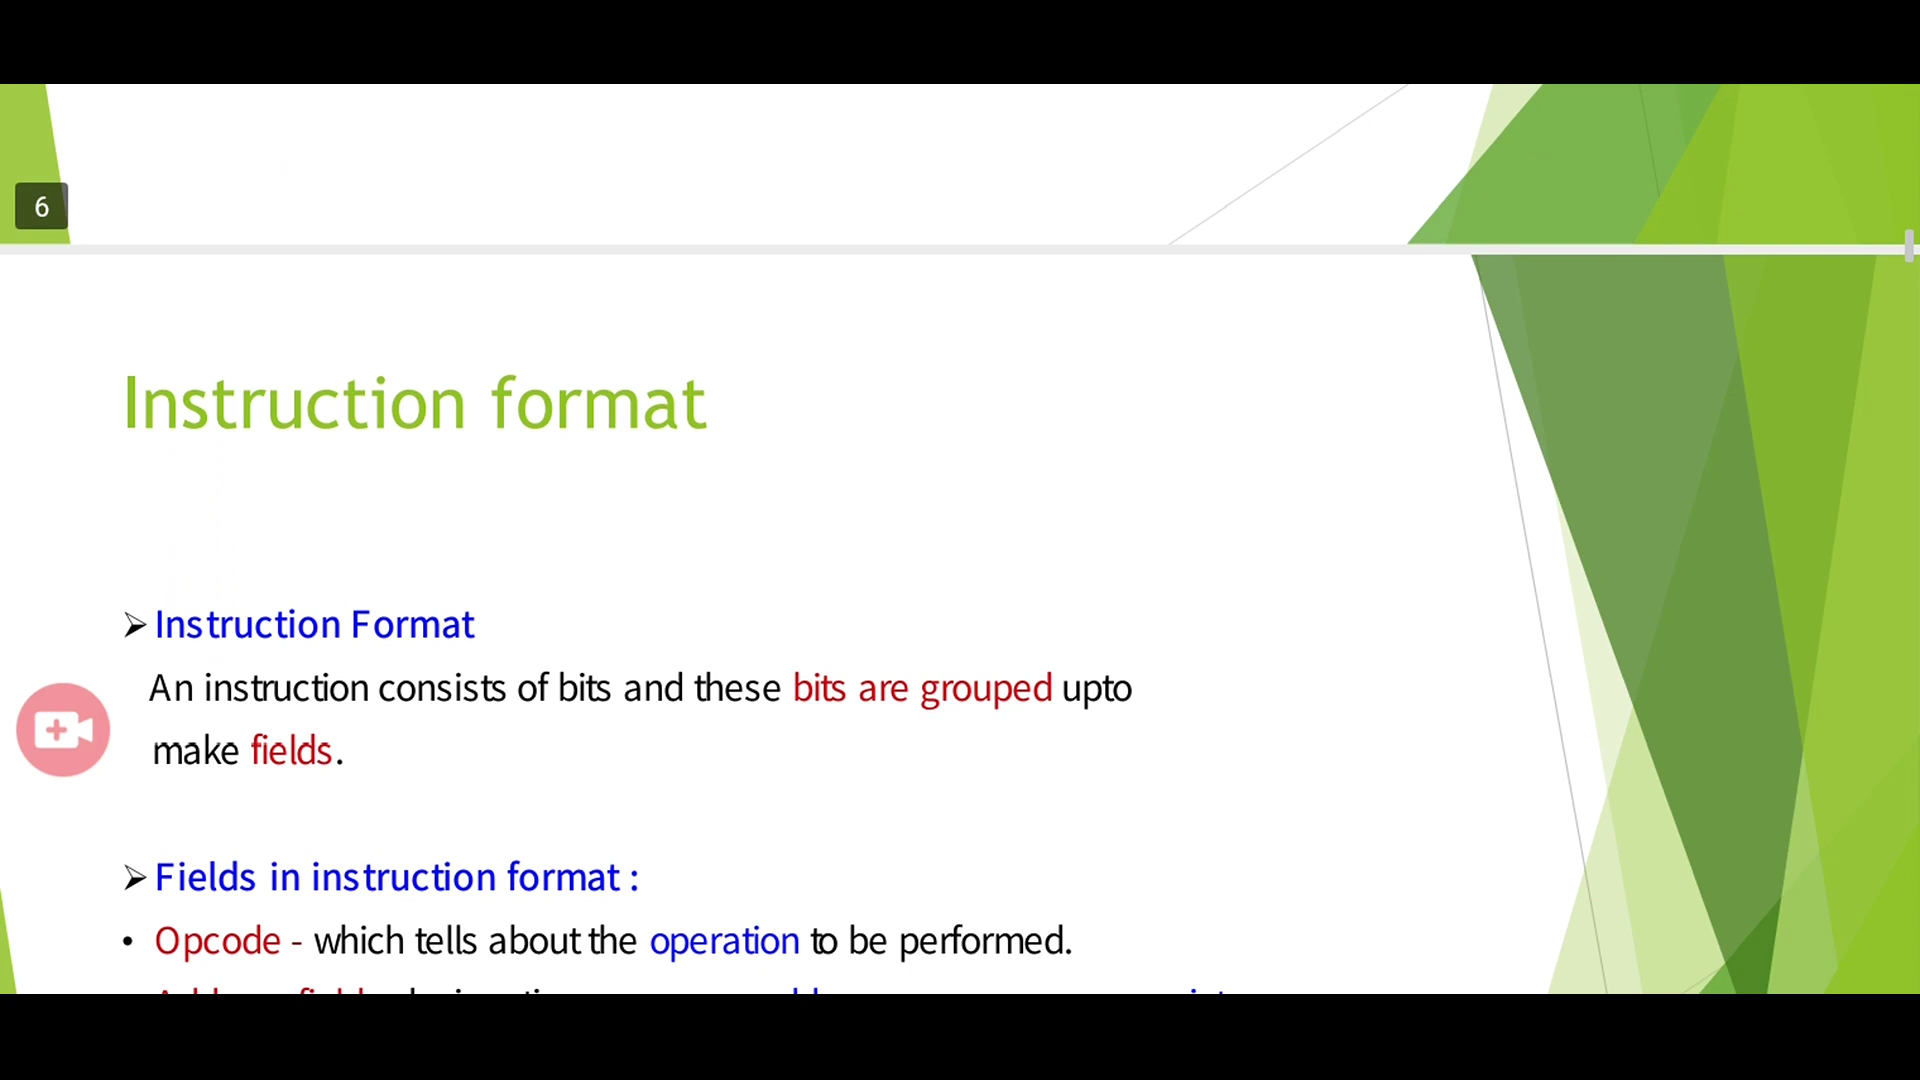 6
Instruction format
Instruction Format
An instruction consists of bits and these bits are grouped upto
make fields.
Fields in instruction format :
• Opcode - which tells about the operation to be performed.